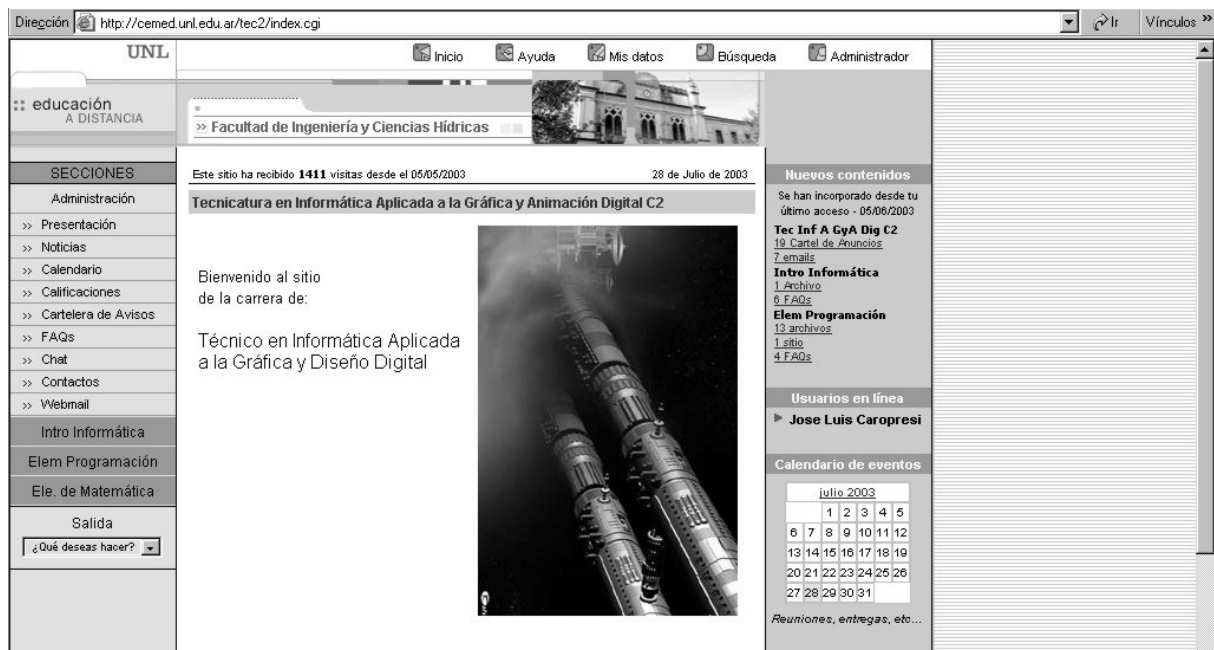 Dirección http://cemed.unl.edu.ar/tec2/index.cgi Ir Vínculos »
UNL
Inicio Ayuda Mis datos Búsqueda Administrador
:: educación
A DISTANCIA
>> Facultad de Ingeniería y Ciencias Hídricas
SECCIONES
Administración
>> Presentación
>> Noticias
>> Calendario
>> Calificaciones
>> Cartelera de Avisos
>> FAQs
>> Chat
>> Contactos
>> Webmail
Intro Informática
Elem Programación
Ele. de Matemática
Salida
¿Qué deseas hacer?
Este sitio ha recibido 1411 visitas desde el 05/05/2003 28 de Julio de 2003
Tecnicatura en Informática Aplicada a la Gráfica y Animación Digital C2
Bienvenido al sitio
de la carrera de:
Técnico en Informática Aplicada
a la Gráfica y Diseño Digital
Nuevos contenidos
Se han incorporado desde tu
último acceso - 05/06/2003
Tec Inf A GyA Dig C2
19 Cartel de Anuncios
7 emails
Intro Informática
1 Archivo
6 FAQs
Elem Programación
13 archivos
1 sitio
4 FAQs
Usuarios en línea
Jose Luis Caropresi
Calendario de eventos
julio 2003
1 2 3 4 5
6 7 8 9 10 11 12
13 14 15 16 17 18 19
20 21 22 23 24 25 26
27 28 29 30 31
Reuniones, entregas, etc...